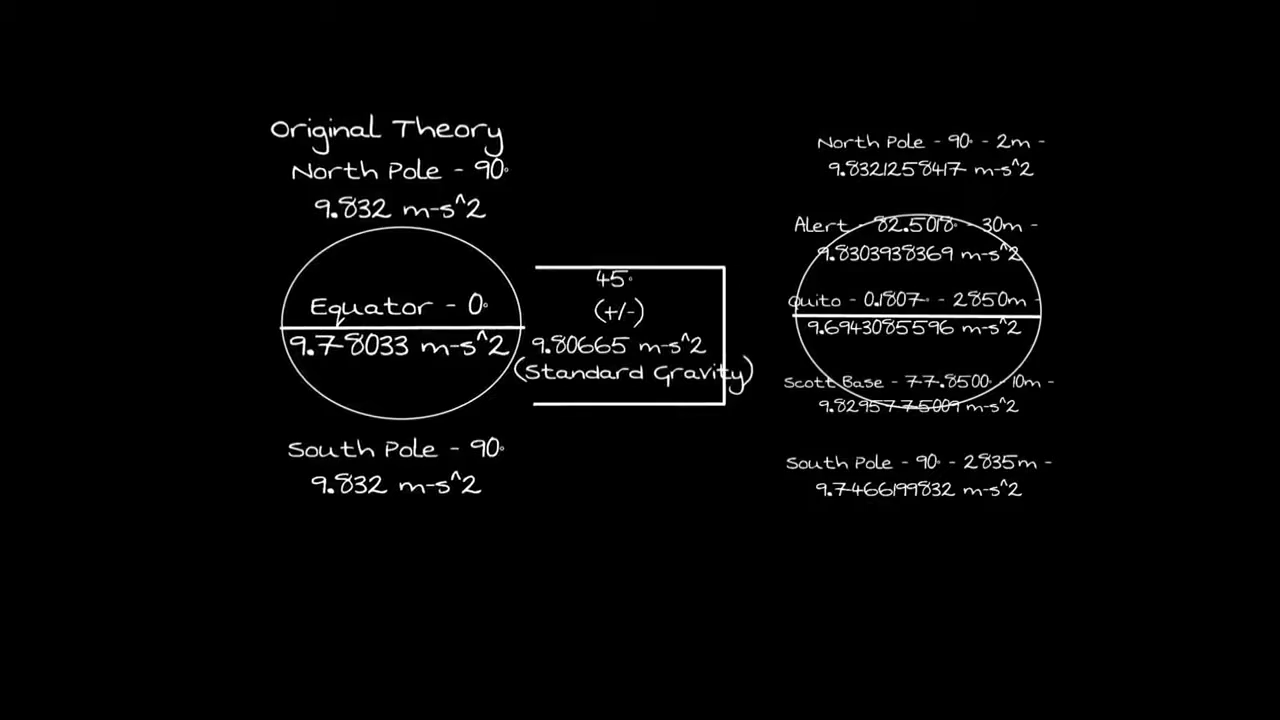 Original Theory
North Pole - 90°
9.832 m-s^2
Equator - 0°
9.78033 m-s^2
South Pole - 90°
9.832 m-s^2
45°
(+/-)
9.80665 m-s^2
(Standard Gravity)
North Pole - 90° - 2m -
9.8321258417 m-s^2
Alert - 82.5018° - 30m -
9.8303938369 m-s^2
Quito - 0.1807° - 2850m -
9.6943085596 m-s^2
Scott Base - 77.8500° - 10m -
9.8295775009 m-s^2
South Pole - 90° - 2835m -
9.7466199832 m-s^2